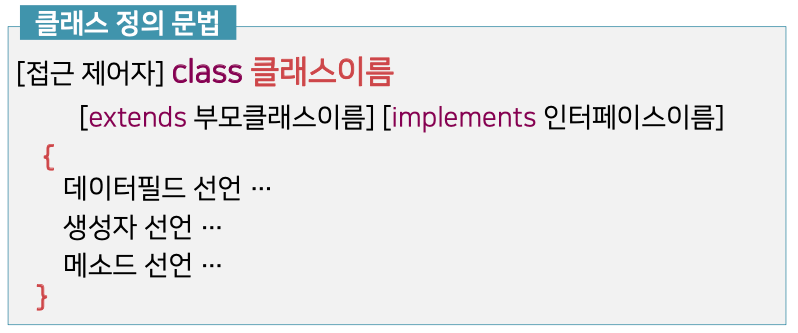 클래스 정의 문법
[접근 제어자] class 클래스이름
[extends 부모클래스이름] [implements 인터페이스이름]
{
데이터필드 선언 …
생성자 선언 …
메소드 선언 …
}